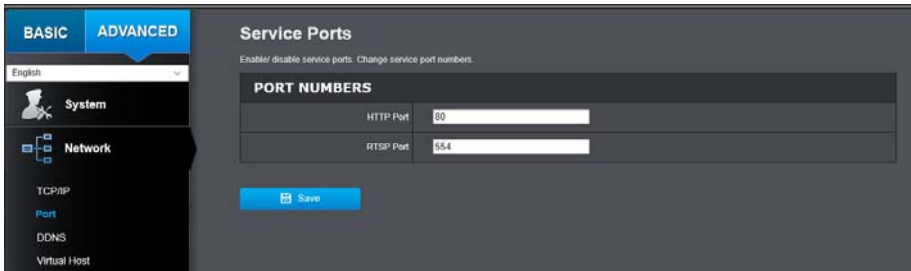 BASIC
ADVANCED
English
System
Network
TCP/IP
Port
DDNS
Virtual Host
Service Ports
Enable/ disable service ports. Change service port numbers.
PORT NUMBERS
HTTP Port 80
RTSP Port 554
Save